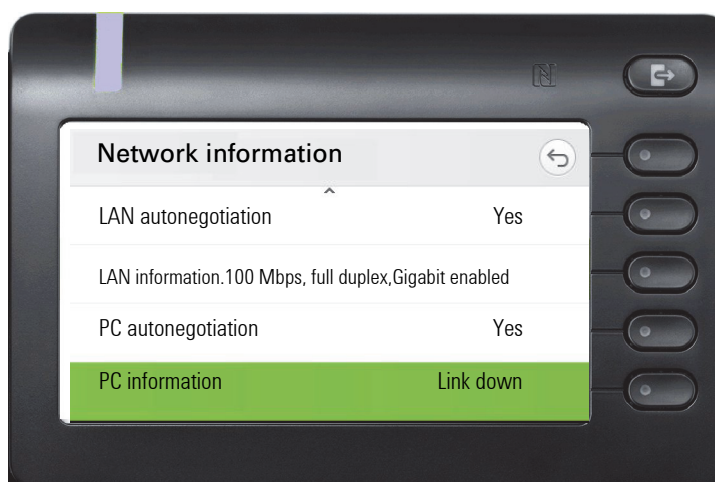 Network information
LAN autonegotiation Yes
LAN information.100 Mbps, full duplex,Gigabit enabled
PC autonegotiation Yes
PC information Link down